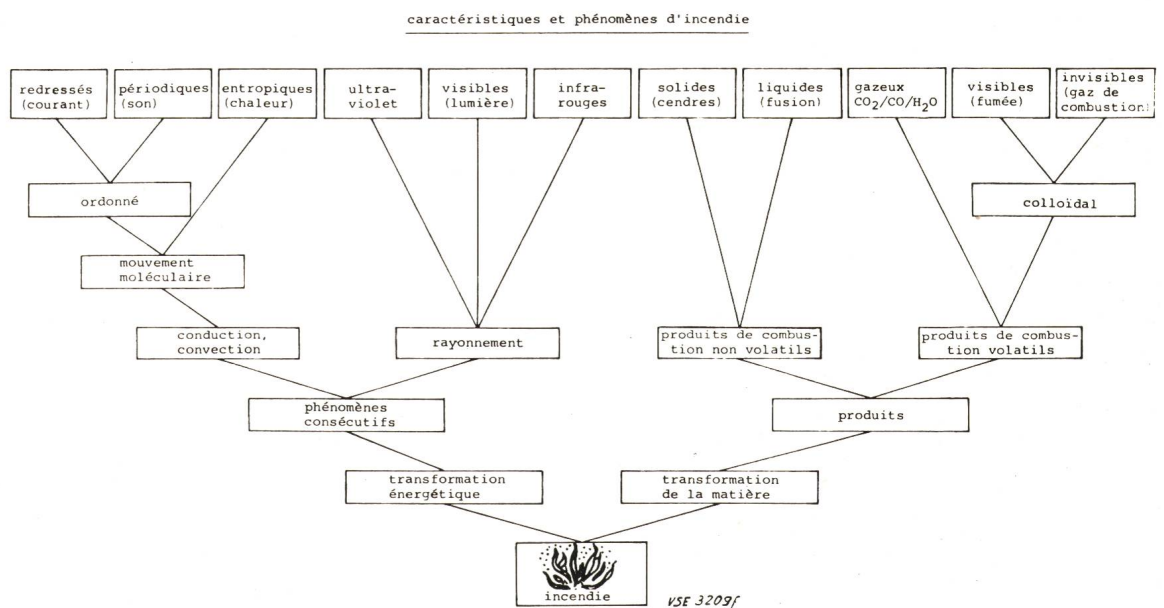 caractéristiques et phénomènes d'incendie
redressés
(courant)
périodiques
(son)
entropiques
(chaleur)
ultra-
violet
visibles
(lumière)
infra-
rouges
solides
(cendres)
liquides
(fusion)
gazeux
CO2/CO/H2O
visibles
(fumée)
invisibles
(gaz de
combustion)
ordonné
colloïdal
mouvement
moléculaire
conduction,
convection
rayonnement
produits de combus-
tion non volatils
produits de combus-
tion volatils
phénomènes
consécutifs
produits
transformation
énergétique
transformation
de la matière
incendie
VSE 3209f